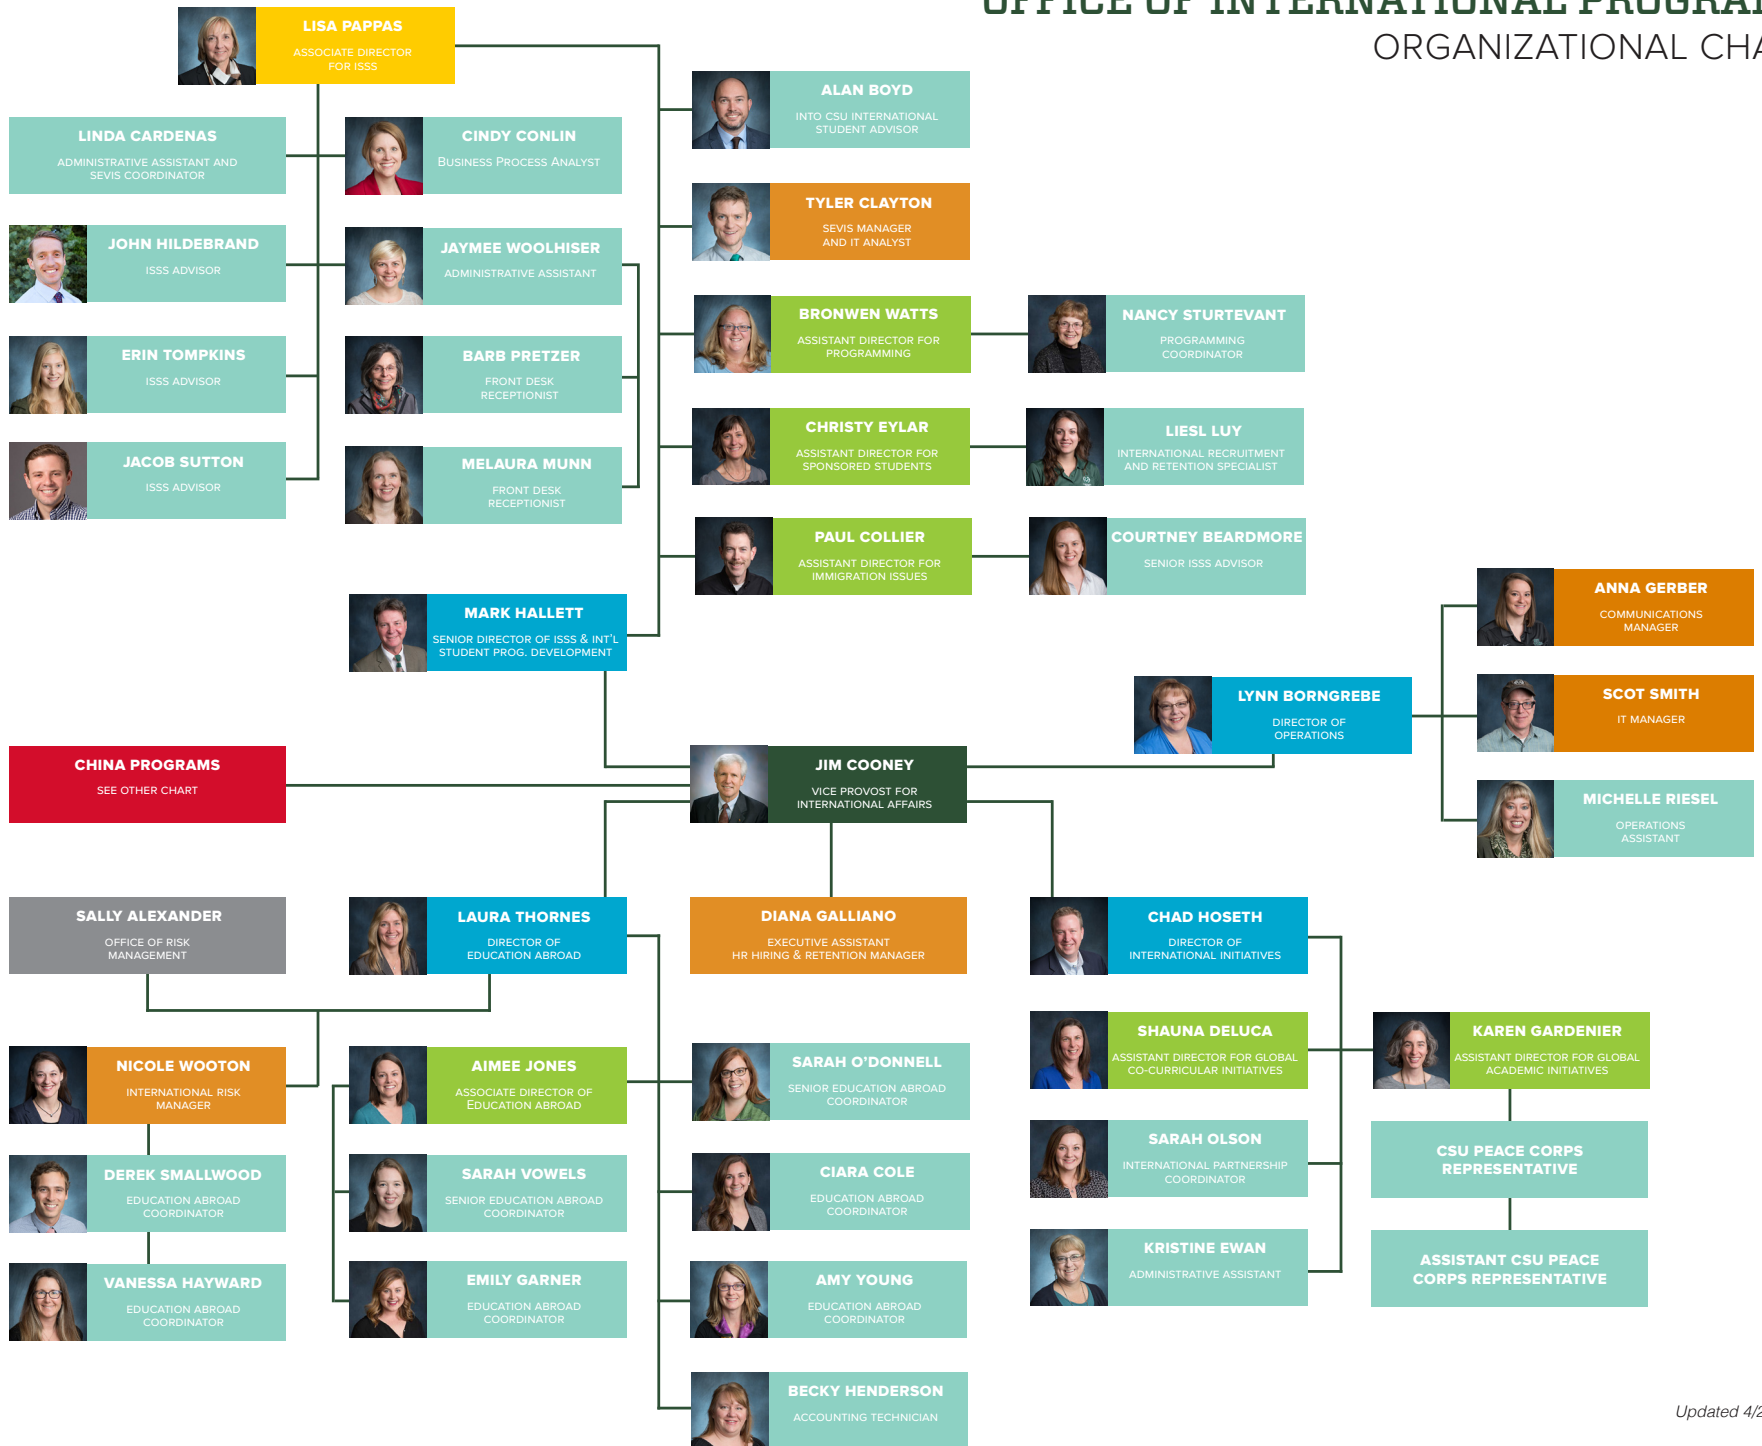 OFFICE OF INTERNATIONAL
ORGANIZATIONAL
LISA PAPPAS
ASSOCIATE DIRECTOR
FOR ISSS
LINDA CARDENAS
ADMINISTRATIVE ASSISTANT AND
SEVIS COORDINATOR
CINDY CONLIN
BUSINESS PROCESS ANALYST
JOHN HILDEBRAND
ISSS ADVISOR
JAYMEE WOOLHISER
ADMINISTRATIVE ASSISTANT
ERIN TOMPKINS
ISSS ADVISOR
BARB PRETZER
FRONT DESK
RECEPTIONIST
JACOB SUTTON
ISSS ADVISOR
MELAURA MUNN
FRONT DESK
RECEPTIONIST
ALAN BOYD
INTO CSU INTERNATIONAL
STUDENT ADVISOR
TYLER CLAYTON
SEVIS MANAGER
AND IT ANALYST
BRONWEN WATTS
ASSISTANT DIRECTOR FOR
PROGRAMMING
NANCY STURTEVANT
PROGRAMMING
COORDINATOR
CHRISTY EYLAR
ASSISTANT DIRECTOR FOR
SPONSORED STUDENTS
LIESL LUY
INTERNATIONAL RECRUITMENT
AND RETENTION SPECIALIST
PAUL COLLIER
ASSISTANT DIRECTOR FOR
IMMIGRATION ISSUES
COURTNEY BEARDMORE
SENIOR ISSS ADVISOR
MARK HALLETT
SENIOR DIRECTOR OF ISSS & INT'L
STUDENT PROG. DEVELOPMENT
ANNA GERBER
COMMUNICATIONS
MANAGER
LYNN BORNGREBE
DIRECTOR OF
OPERATIONS
SCOT SMITH
IT MANAGER
MICHELLE RIESEL
OPERATIONS
ASSISTANT
CHINA PROGRAMS
SEE OTHER CHART
JIM COONEY
VICE PROVOST FOR
INTERNATIONAL AFFAIRS
SALLY ALEXANDER
OFFICE OF RISK
MANAGEMENT
LAURA THORNES
DIRECTOR OF
EDUCATION ABROAD
DIANA GALLIANO
EXECUTIVE ASSISTANT
HR HIRING & RETENTION MANAGER
CHAD HOSETH
DIRECTOR OF
INTERNATIONAL INITIATIVES
NICOLE WOOTON
INTERNATIONAL RISK
MANAGER
AIMEE JONES
ASSOCIATE DIRECTOR OF
EDUCATION ABROAD
SARAH O'DONNELL
SENIOR EDUCATION ABROAD
COORDINATOR
SHAUNA DELUCA
ASSISTANT DIRECTOR FOR GLOBAL
CO-CURRICULAR INITIATIVES
KAREN GARDENIER
ASSISTANT DIRECTOR FOR GLOBAL
ACADEMIC INITIATIVES
DEREK SMALLWOOD
EDUCATION ABROAD
COORDINATOR
SARAH VOWELS
SENIOR EDUCATION ABROAD
COORDINATOR
CIARA COLE
EDUCATION ABROAD
COORDINATOR
SARAH OLSON
INTERNATIONAL PARTNERSHIP
COORDINATOR
CSU PEACE CORPS
REPRESENTATIVE
VANESSA HAYWARD
EDUCATION ABROAD
COORDINATOR
EMILY GARNER
EDUCATION ABROAD
COORDINATOR
AMY YOUNG
EDUCATION ABROAD
COORDINATOR
KRISTINE EWAN
ADMINISTRATIVE ASSISTANT
ASSISTANT CSU PEACE
CORPS REPRESENTATIVE
BECKY HENDERSON
ACCOUNTING TECHNICIAN
Updated